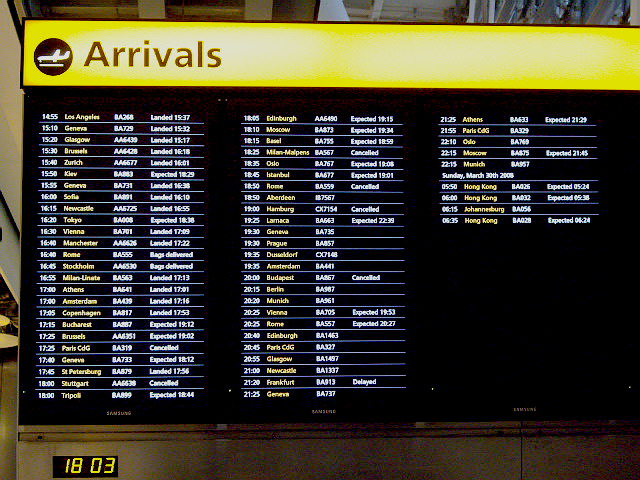 Arrivals
14:55 Los Angeles BA268 Landed 15:37
15:10 Geneva BA729 Landed 15:32
15:20 Glasgow AA6439 Landed 15:17
15:30 Brussels AA6428 Landed 16:18
15:40 Zurich AA6677 Landed 16:01
15:50 Kiev BA883 Expected 18:29
15:55 Geneva BA731 Landed 16:38
16:00 Sofia BA891 Landed 16:10
16:15 Newcastle AA6725 Landed 16:55
16:20 Tokyo BA008 Expected 18:38
16:30 Vienna BA701 Landed 17:09
16:40 Manchester AA6626 Landed 17:22
16:40 Rome BA555 Bags delivered
16:45 Stockholm AA6530 Bags delivered
16:55 Milan-Linate BA563 Landed 17:13
17:00 Athens BA641 Landed 17:01
17:00 Amsterdam BA439 Landed 17:16
17:05 Copenhagen BA817 Landed 17:53
17:15 Bucharest BA887 Expected 19:12
17:25 Brussels AA6351 Expected 19:02
17:25 Paris CdG BA319 Cancelled
17:40 Geneva BA733 Expected 18:12
17:45 St Petersburg BA879 Landed 17:56
18:00 Stuttgart AA6638 Cancelled
18:00 Tripoli BA899 Expected 18:44
SAMSUNG
18:05 Edinburgh AA6490 Expected 19:15
18:10 Moscow BA873 Expected 19:34
18:15 Basel BA755 Expected 18:59
18:25 Milan-Malpensa BA567 Cancelled
18:35 Oslo BA767 Expected 19:08
18:45 Istanbul BA677 Expected 19:01
18:50 Rome BA559 Cancelled
18:50 Aberdeen IB7567
19:00 Hamburg CX7154 Cancelled
19:25 Larnaca BA663 Expected 22:39
19:30 Geneva BA735
19:30 Prague BA857
19:35 Dusseldorf CX7148
19:35 Amsterdam BA441
20:00 Budapest BA867 Cancelled
20:15 Berlin BA987
20:20 Munich BA961
20:25 Vienna BA705 Expected 19:53
20:25 Rome BA557 Expected 20:27
20:40 Edinburgh BA1463
20:45 Paris CdG BA327
20:55 Glasgow BA1497
21:00 Newcastle BA1337
21:20 Frankfurt BA913 Delayed
21:25 Geneva BA737
SAMSUNG
21:25 Athens BA633 Expected 21:29
21:55 Paris CdG BA329
22:10 Oslo BA769
22:15 Moscow BA875 Expected 21:45
22:15 Munich BA957
Sunday, March 30th 2008
05:50 Hong Kong BA026 Expected 05:24
06:00 Hong Kong BA032 Expected 05:38
06:15 Johannesburg BA056
06:35 Hong Kong BA028 Expected 06:24
SAMSUNG
18 03